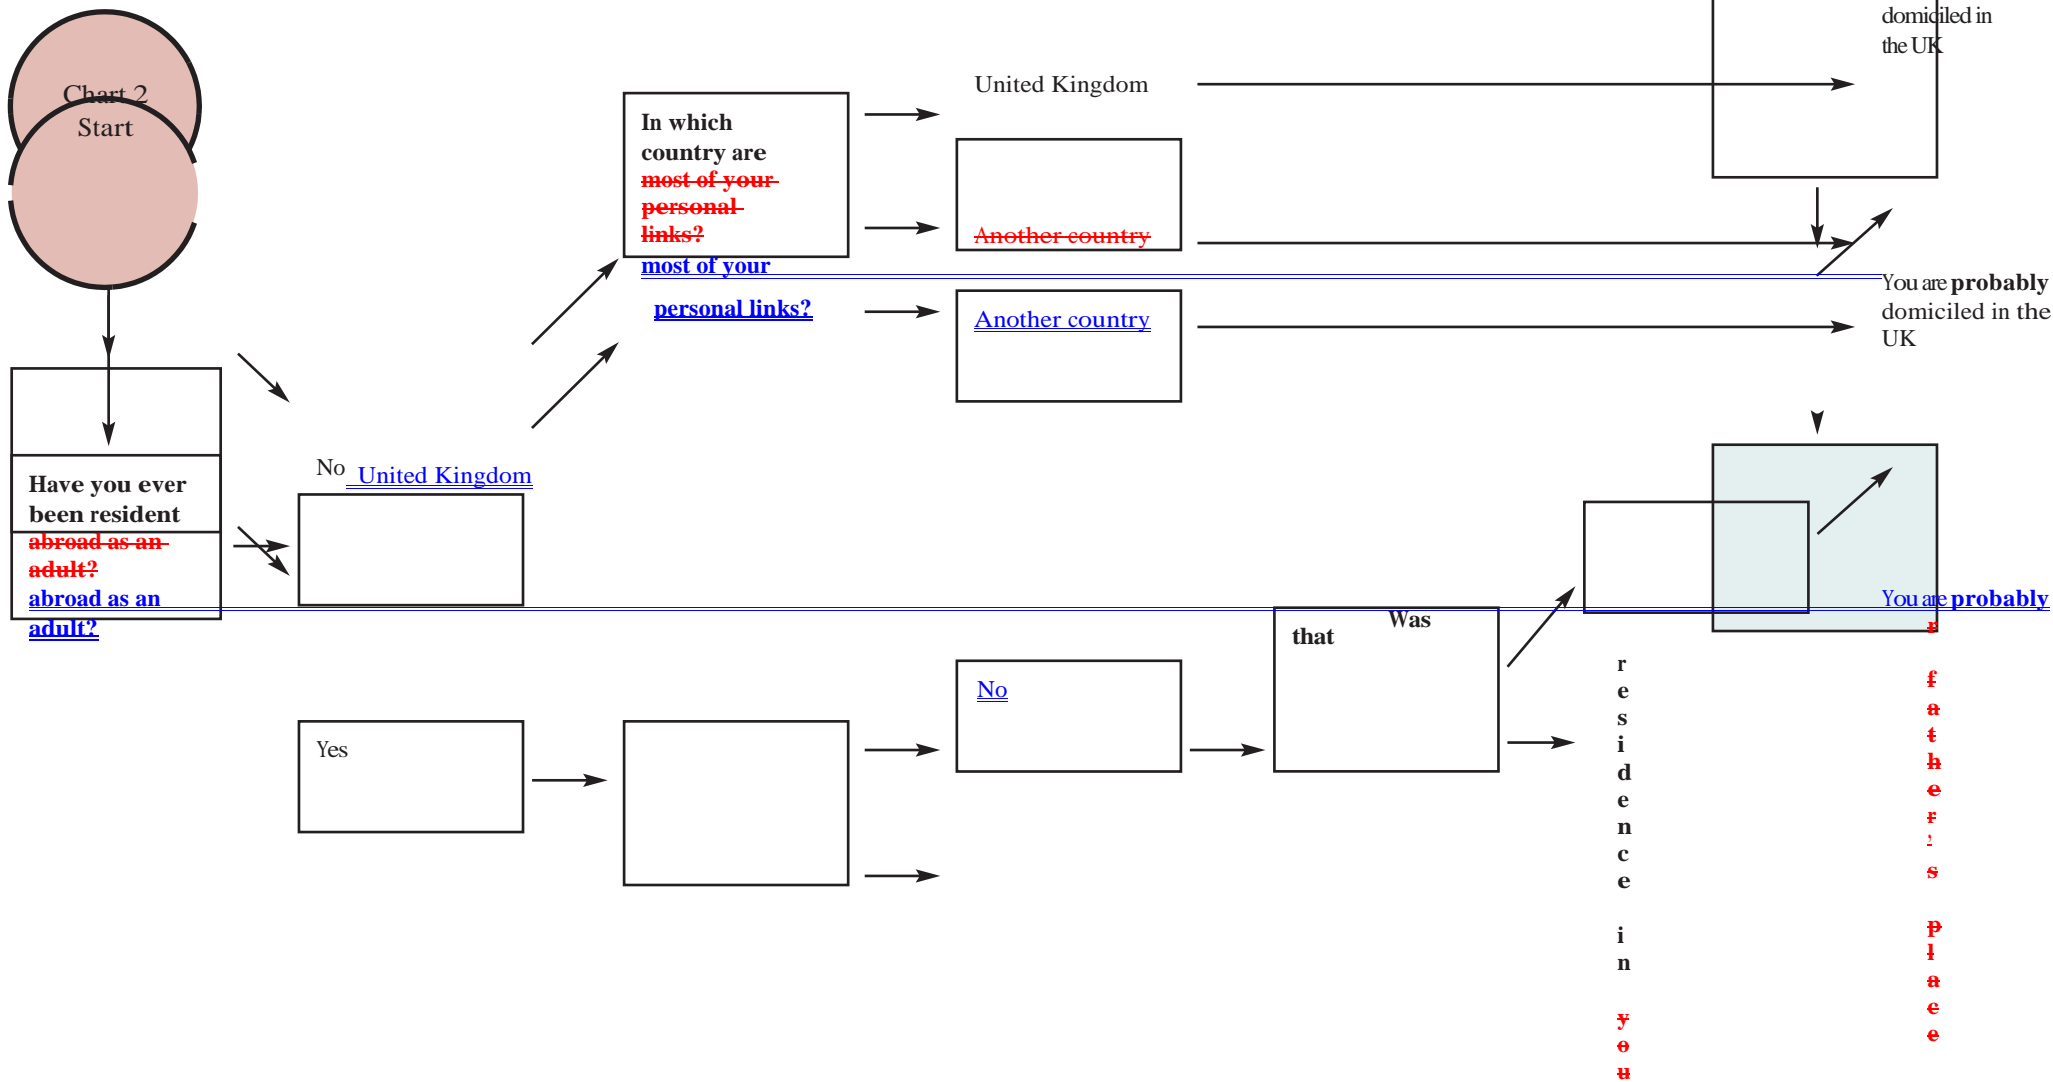 domiciled in
the UK
Chart 2
Start
United Kingdom
In which
country are
most of your
personal
links?
most of your
personal links?
Another country
Another country
You are probably
domiciled in the
UK
No United Kingdom
Have you ever
been resident
abroad as an
adult?
abroad as an
adult?
You are probably
Was
that
No
Yes
r
e
s
i
d
e
n
c
e
i
n
y
o
u
r
f
a
t
h
e
r
’
s
p
l
a
c
e